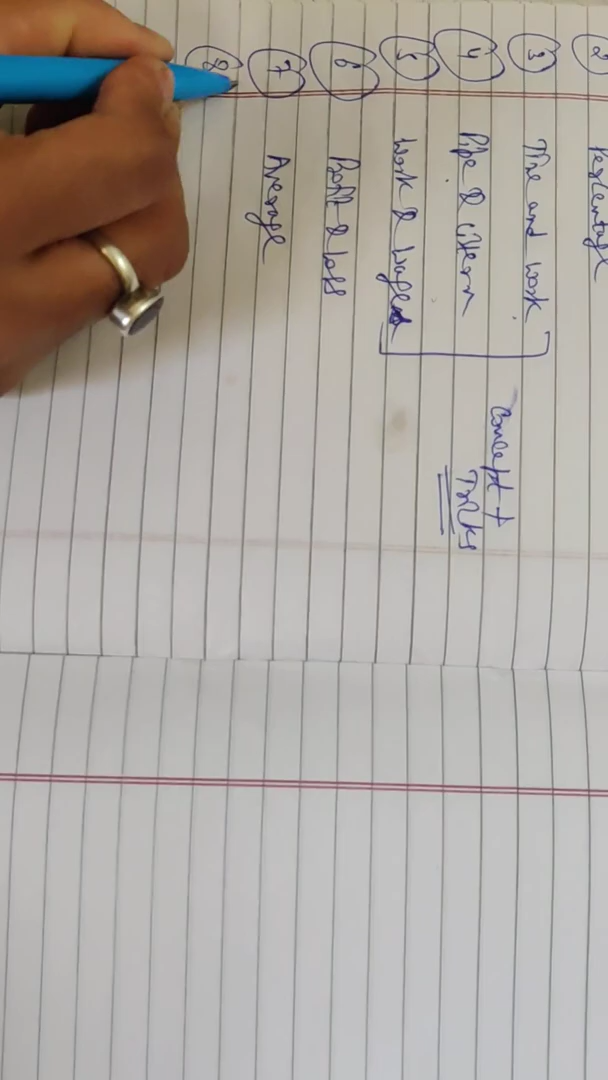 2 Percentage
3 Time and work
4 Pipe & cistern
5 Work & wages
Concept +
Tricks
6 Profit & Loss
7 Average
8